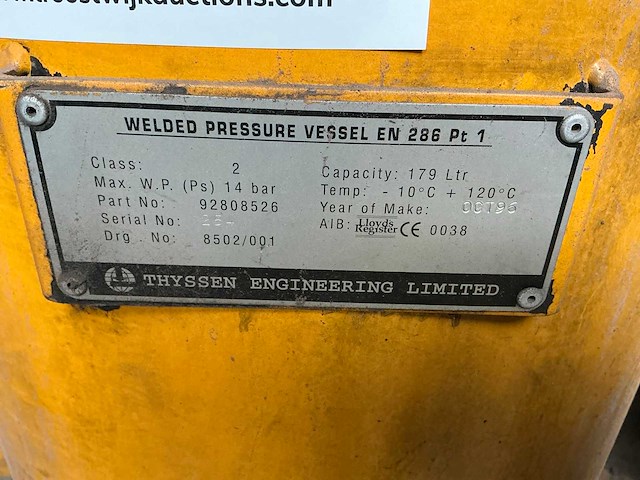 WELDED PRESSURE VESSEL EN 286 Pt 1
Class: 2
Max. W.P. (Ps) 14 bar
Part No: 92808526
Serial No:
Drg. No: 8502/001
Capacity: 179 Ltr
Temp: - 10°C + 120°C
Year of Make: OCT96
AIB: Lloyds Register CE 0038
THYSSEN ENGINEERING LIMITED